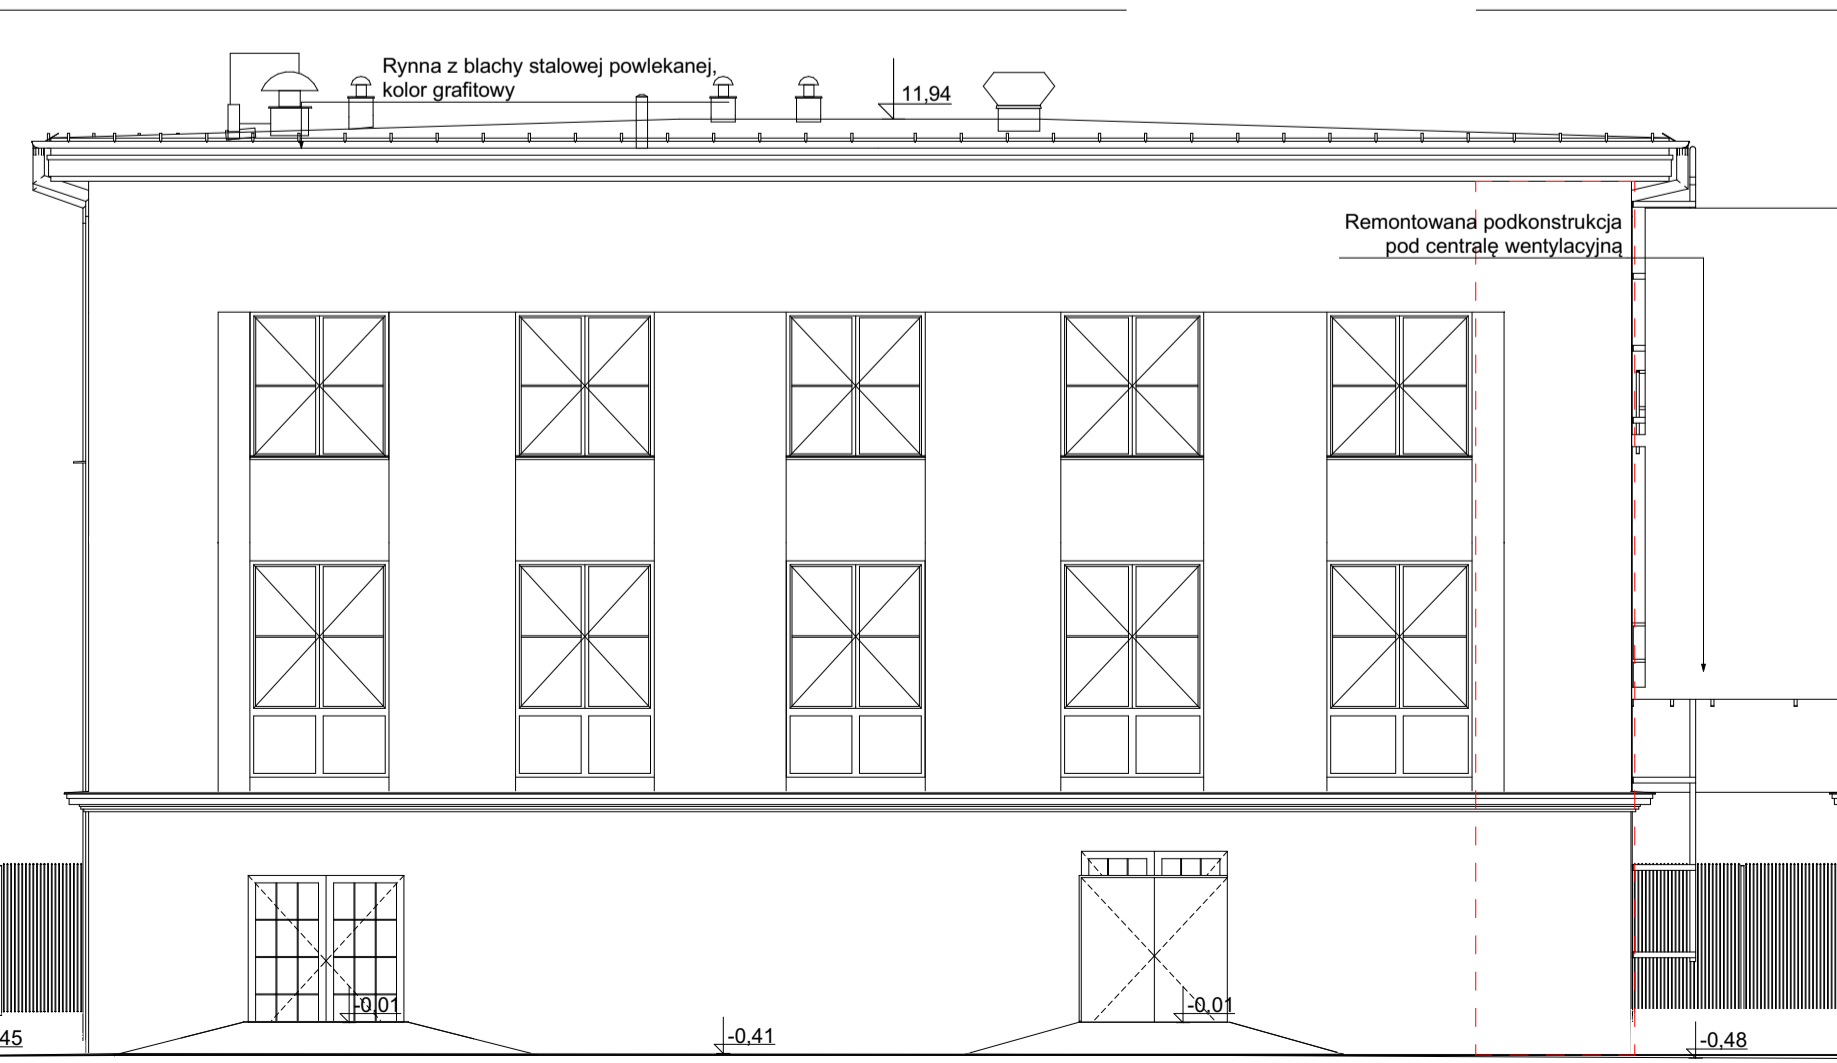 Rynna z blachy stalowej powlekanej,
kolor grafitowy
11,94
Remontowana podkonstrukcja
pod centralę wentylacyjną
-0,01
-0,01
45
-0,41
-0,48